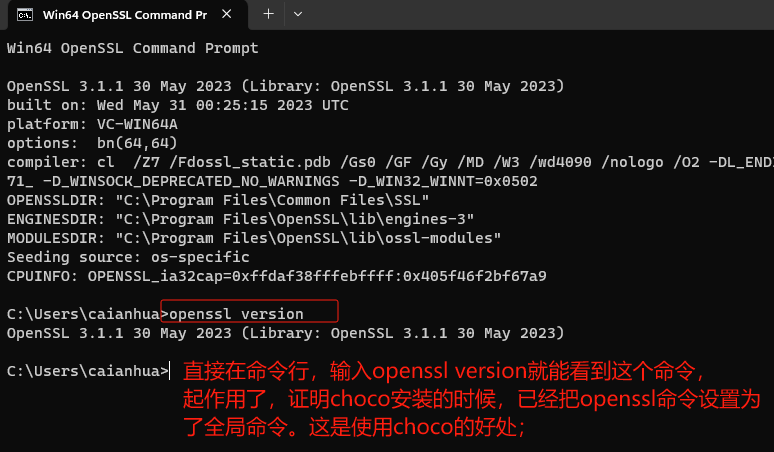 Win64 OpenSSL Command Pr
Win64 OpenSSL Command Prompt
OpenSSL 3.1.1 30 May 2023 (Library: OpenSSL 3.1.1 30 May 2023)
built on: Wed May 31 00:25:15 2023 UTC
platform: VC-WIN64A
options:  bn(64,64)
compiler: cl  /Z7 /Fdossl_static.pdb /Gs0 /GF /Gy /MD /W3 /wd4090 /nologo /O2 -DL_ENDI
71_ -D_WINSOCK_DEPRECATED_NO_WARNINGS -D_WIN32_WINNT=0x0502
OPENSSLDIR: "C:\Program Files\Common Files\SSL"
ENGINESDIR: "C:\Program Files\OpenSSL\lib\engines-3"
MODULESDIR: "C:\Program Files\OpenSSL\lib\ossl-modules"
Seeding source: os-specific
CPUINFO: OPENSSL_ia32cap=0xffdaf38fffebffff:0x405f46f2bf67a9
C:\Users\caianhua>openssl version
OpenSSL 3.1.1 30 May 2023 (Library: OpenSSL 3.1.1 30 May 2023)
C:\Users\caianhua>
直接在命令行，输入openssl version就能看到这个命令，
起作用了，证明choco安装的时候，已经把openssl命令设置为
了全局命令。这是使用choco的好处；